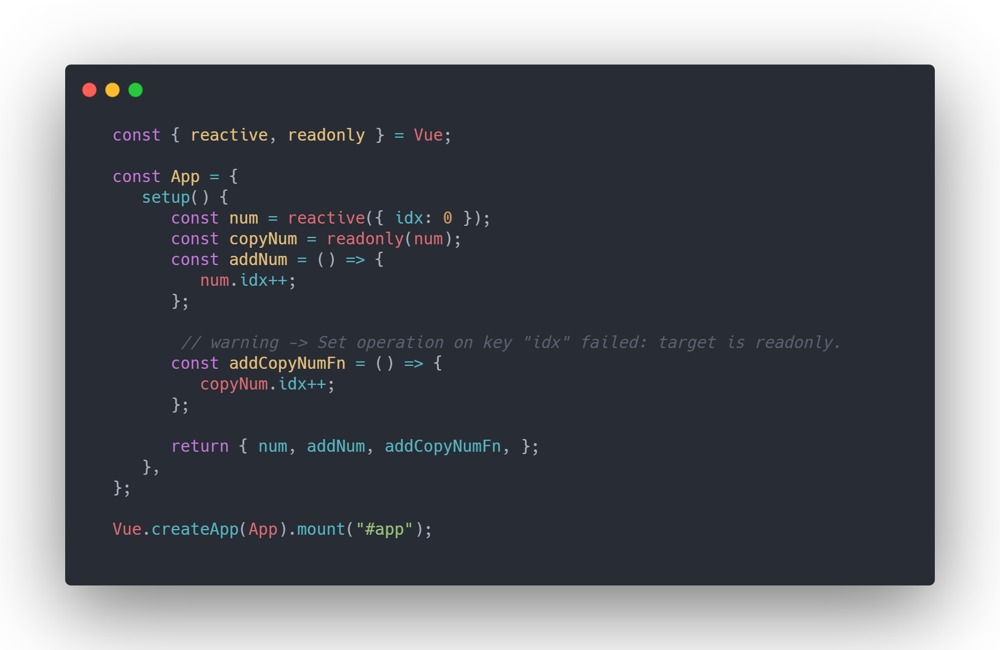 const { reactive, readonly } = Vue;

const App = {
   setup() {
      const num = reactive({ idx: 0 });
      const copyNum = readonly(num);
      const addNum = () => {
         num.idx++;
      };

       // warning -> Set operation on key "idx" failed: target is readonly.
      const addCopyNumFn = () => {
         copyNum.idx++;
      };

      return { num, addNum, addCopyNumFn, };
   },
};

Vue.createApp(App).mount("#app");